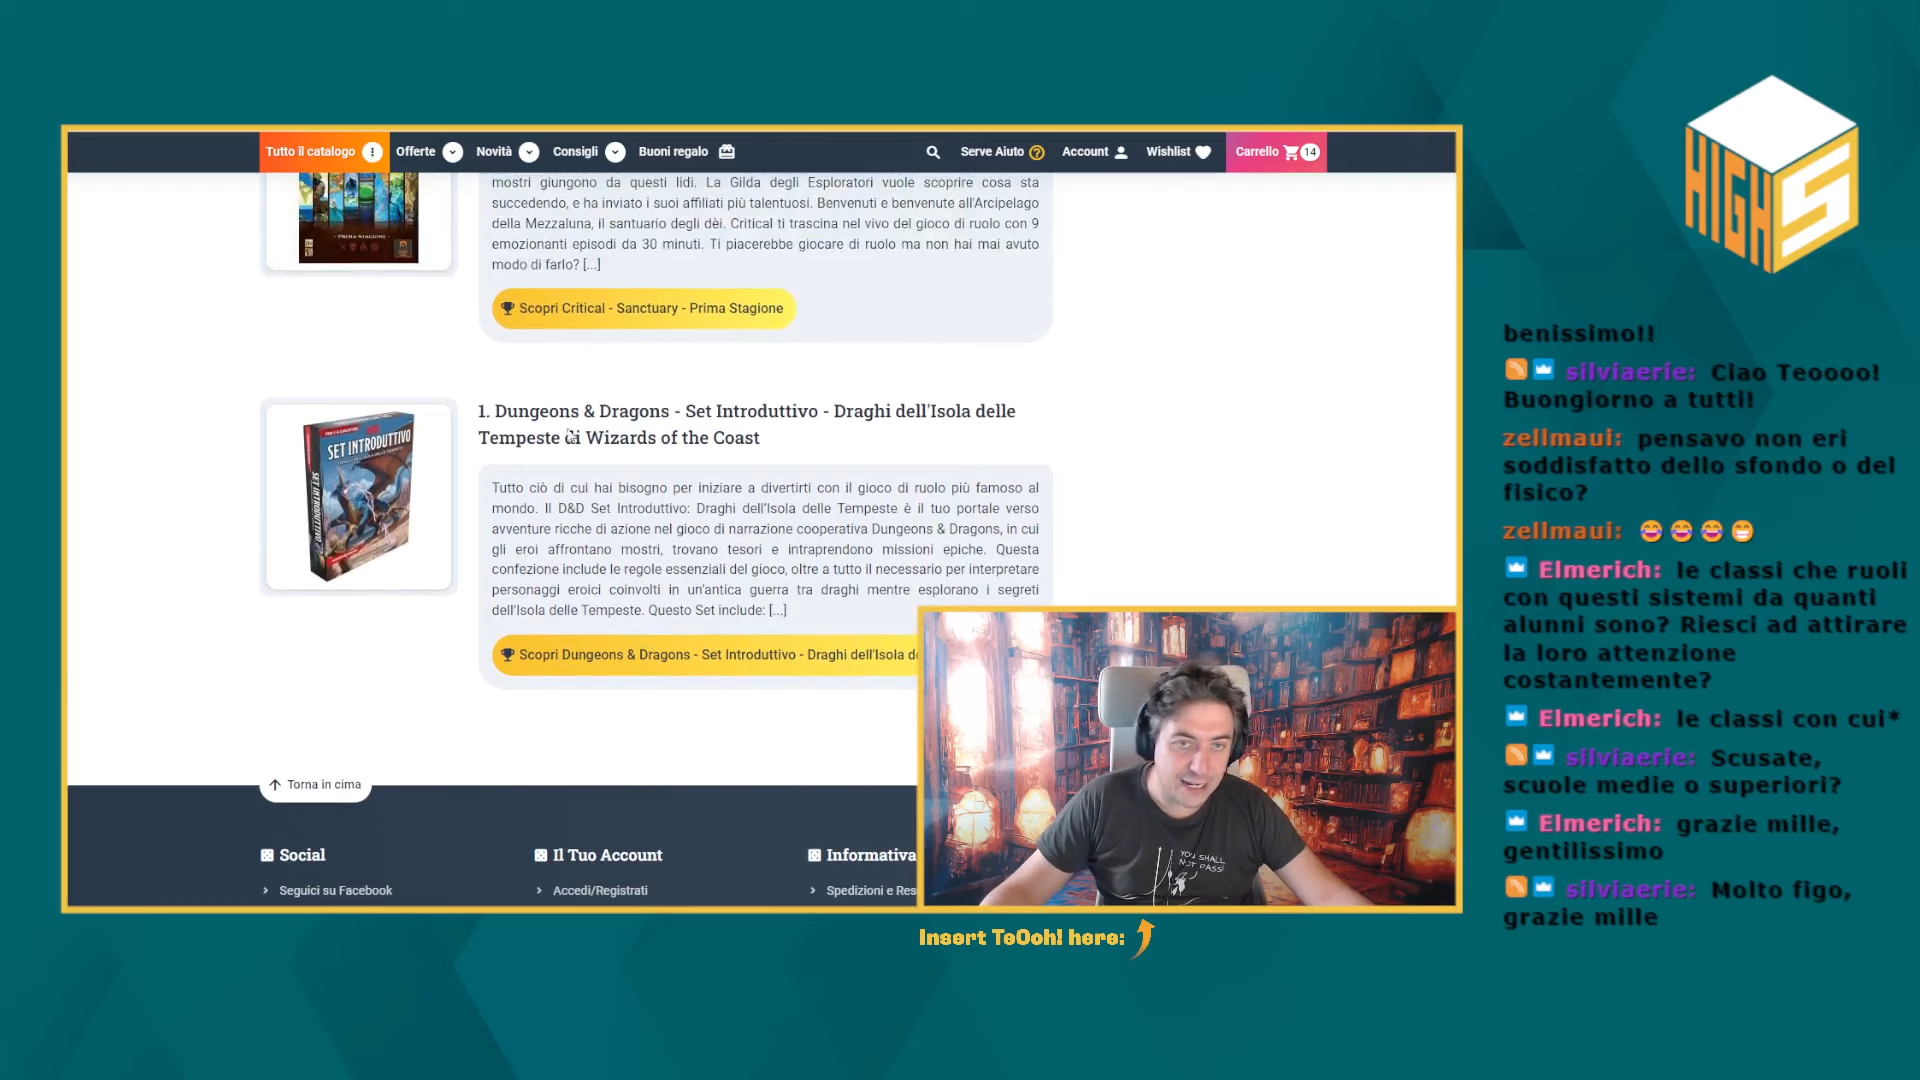 Tutto il catalogo
Offerte
Novità
Consigli
Buoni regalo
Serve Aiuto
Account
Wishlist
Carrello 14
- PRIMA STAGIONE -
mostri giungono da questi lidi. La Gilda degli Esploratori vuole scoprire cosa sta
succedendo, e ha inviato i suoi affiliati più talentuosi. Benvenuti e benvenute all'Arcipelago
della Mezzaluna, il santuario degli dèi. Critical ti trascina nel vivo del gioco di ruolo con 9
emozionanti episodi da 30 minuti. Ti piacerebbe giocare di ruolo ma non hai mai avuto
modo di farlo? [...]
Scopri Critical - Sanctuary - Prima Stagione
SET INTRODUTTIVO
SET INTRODUTTIVO
1. Dungeons & Dragons - Set Introduttivo - Draghi dell'Isola delle
Tempeste di Wizards of the Coast
Tutto ciò di cui hai bisogno per iniziare a divertirti con il gioco di ruolo più famoso al
mondo. Il D&D Set Introduttivo: Draghi dell'Isola delle Tempeste è il tuo portale verso
avventure ricche di azione nel gioco di narrazione cooperativa Dungeons & Dragons, in cui
gli eroi affrontano mostri, trovano tesori e intraprendono missioni epiche. Questa
confezione include le regole essenziali del gioco, oltre a tutto il necessario per interpretare
personaggi eroici coinvolti in un'antica guerra tra draghi mentre esplorano i segreti
dell'Isola delle Tempeste. Questo Set include: [...]
Scopri Dungeons & Dragons - Set Introduttivo - Draghi dell'Isola de
Torna in cima
Social
Il Tuo Account
Informativa
Seguici su Facebook
Accedi/Registrati
Spedizioni e Res
YOU SHALL
NOT PASS!
Insert TeOoh! here:
HIGH 5
benissimo!!
silviaerie: Ciao Teoooo!
Buongiorno a tutti!
zellmaui: pensavo non eri
soddisfatto dello sfondo o del
fisico?
zellmaui: 😂😂😂😁
Elmerich: le classi che ruoli
con questi sistemi da quanti
alunni sono? Riesci ad attirare
la loro attenzione
costantemente?
Elmerich: le classi con cui*
silviaerie: Scusate,
scuole medie o superiori?
Elmerich: grazie mille,
gentilissimo
silviaerie: Molto figo,
grazie mille